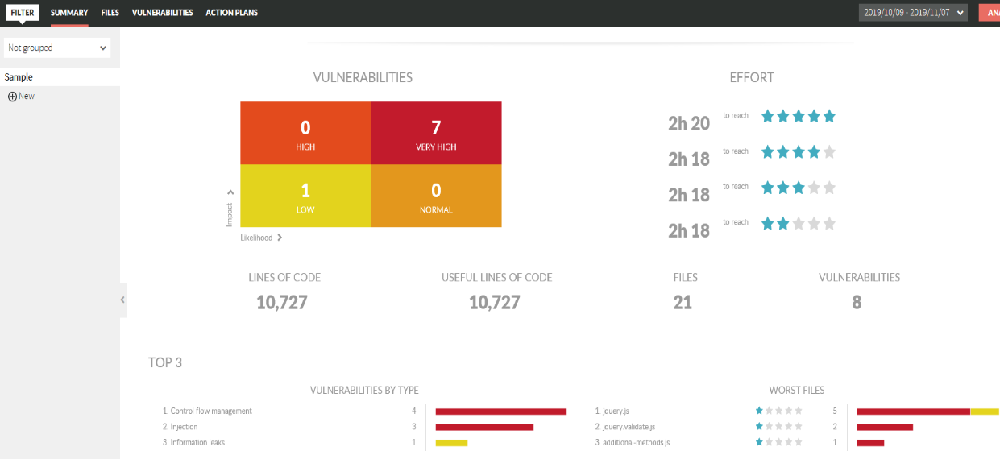 FILTER SUMMARY FILES VULNERABILITIES ACTION PLANS 2019/10/09 - 2019/11/07
Not grouped
Sample
New
VULNERABILITIES
0
HIGH
7
VERY HIGH
1
LOW
0
NORMAL
Impact
Likelihood
EFFORT
2h 20 to reach
2h 18 to reach
2h 18 to reach
2h 18 to reach
LINES OF CODE
10,727
USEFUL LINES OF CODE
10,727
FILES
21
VULNERABILITIES
8
TOP 3
VULNERABILITIES BY TYPE
1. Control flow management 4
2. Injection 3
3. Information leaks 1
WORST FILES
1. jquery.js 5
2. jquery.validate.js 2
3. additional-methods.js 1